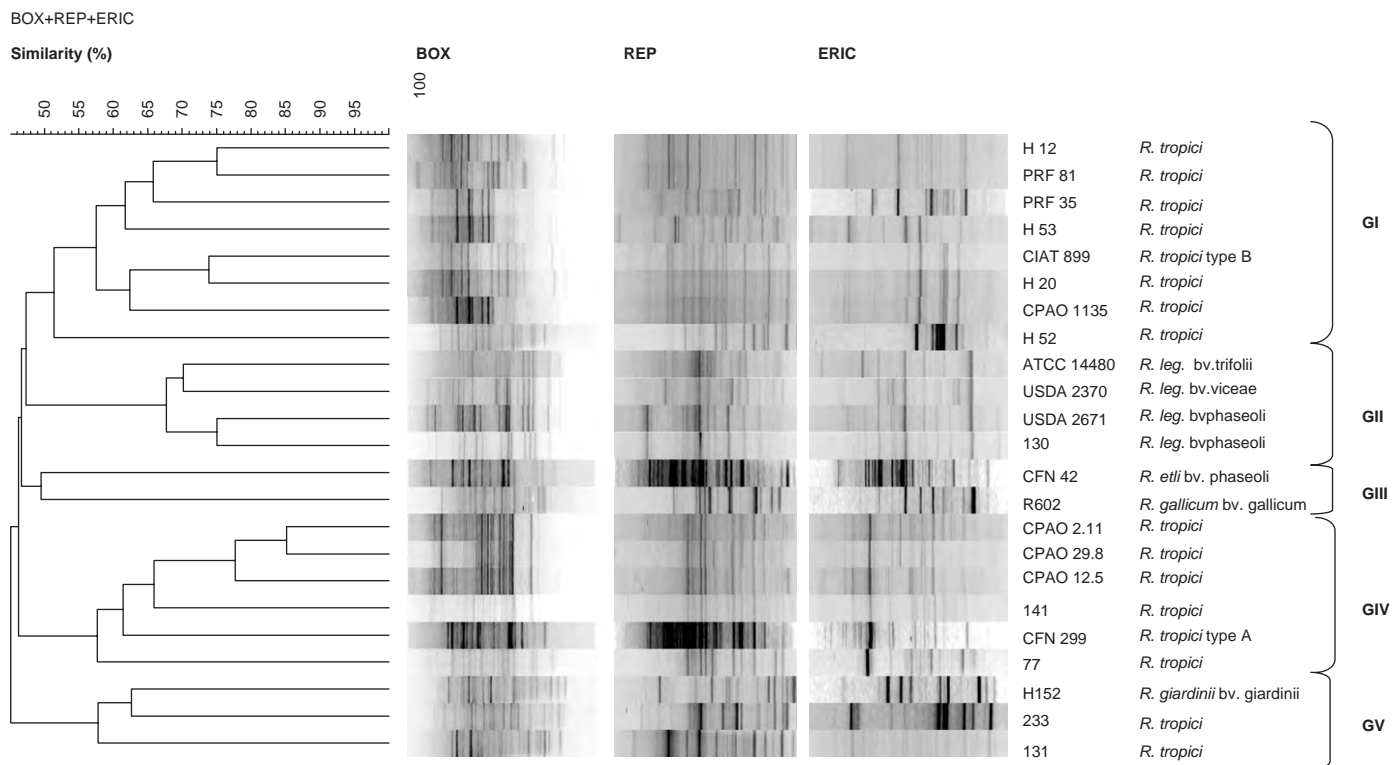 BOX+REP+ERIC
Similarity (%) BOX REP ERIC
50 55 60 65 70 75 80 85 90 95 100
H 12 R. tropici
PRF 81 R. tropici
PRF 35 R. tropici
H 53 R. tropici
GI
CIAT 899 R. tropici type B
H 20 R. tropici
CPAO 1135 R. tropici
H 52 R. tropici
ATCC 14480 R. leg. bv.trifolii
USDA 2370 R. leg. bv.viceae
USDA 2671 R. leg. bvphaseoli
GII
130 R. leg. bvphaseoli
CFN 42 R. etli bv. phaseoli
GIII
R602 R. gallicum bv. gallicum
CPAO 2.11 R. tropici
CPAO 29.8 R. tropici
CPAO 12.5 R. tropici
141 R. tropici
GIV
CFN 299 R. tropici type A
77 R. tropici
H152 R. giardinii bv. giardinii
233 R. tropici
GV
131 R. tropici